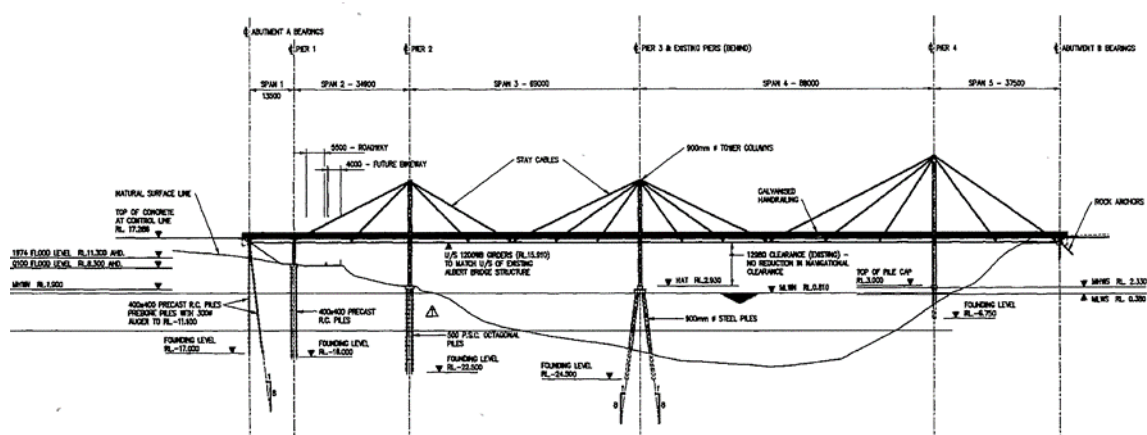 ℄ ABUTMENT A BEARINGS
℄ PIER 1
℄ PIER 2
℄ PIER 3 & EXISTING PIERS (BEHIND)
℄ PIER 4
℄ ABUTMENT B BEARINGS
SPAN 1
13500
SPAN 2 - 34900
SPAN 3 - 69000
SPAN 4 - 88000
SPAN 5 - 37500
5500 - ROADWAY
4000 - FUTURE BIKEWAY
STAY CABLES
900mm ø TOWER COLUMNS
GALVANISED
HANDRAILING
ROCK ANCHORS
NATURAL SURFACE LINE
TOP OF CONCRETE
AT CONTROL LINE
RL. 17.266
1974 FLOOD LEVEL RL.11.300 AHD.
Q100 FLOOD LEVEL RL.8.300 AHD.
RL.1.900
U/S 1200WB GIRDERS (RL.15.910)
TO MATCH U/S OF EXISTING
ALBERT BRIDGE STRUCTURE
12980 CLEARANCE (EXISTING) -
NO REDUCTION IN NAVIGATIONAL
CLEARANCE
HAT RL.2.930
RL.0.810
TOP OF PILE CAP
RL.3.000
MHWS RL. 2.330
MLWS RL. 0.380
FOUNDING LEVEL
RL.-6.750
400x400 PRECAST R.C. PILES
PREBORE PILES WITH 300ø
AUGER TO RL-11.100
400x400 PRECAST
R.C. PILES
500 P.S.C. OCTAGONAL
PILES
900mm ø STEEL PILES
FOUNDING LEVEL
RL.-17.000
FOUNDING LEVEL
RL.-18.000
FOUNDING LEVEL
RL.-22.500
FOUNDING LEVEL
RL.-24.500
1
8
1
8
1
8